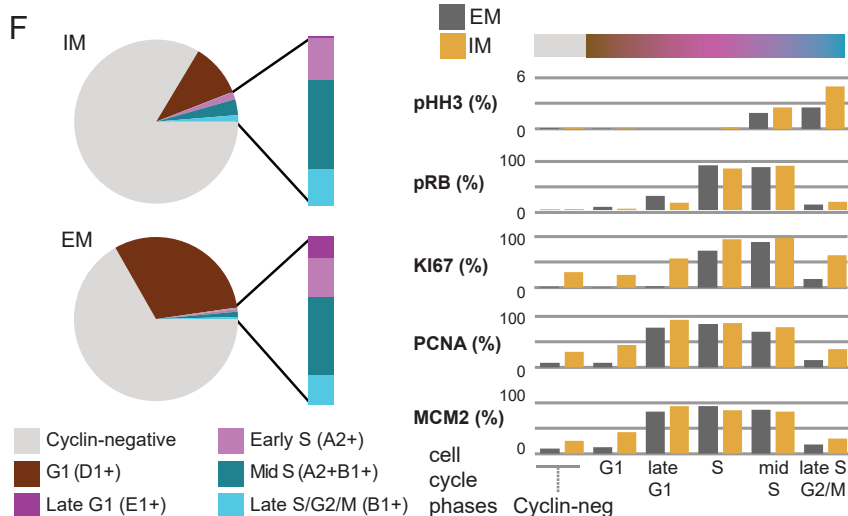 F
IM
EM
Cyclin-negative
G1 (D1+)
Late G1 (E1+)
Early S (A2+)
Mid S (A2+B1+)
Late S/G2/M (B1+)
EM
IM
pHH3 (%)
6
0
pRB (%)
100
0
KI67 (%)
100
0
PCNA (%)
100
0
MCM2 (%)
100
0
cell
cycle
phases
Cyclin-neg
G1
late
G1
S
mid
S
late S
G2/M